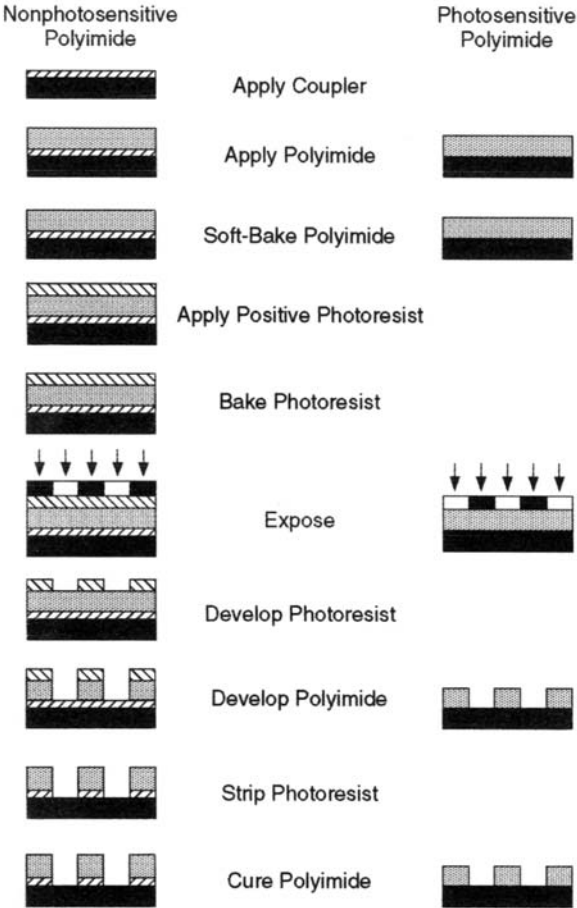 Nonphotosensitive
Polyimide
Photosensitive
Polyimide
Apply Coupler
Apply Polyimide
Soft-Bake Polyimide
Apply Positive Photoresist
Bake Photoresist
Expose
Develop Photoresist
Develop Polyimide
Strip Photoresist
Cure Polyimide